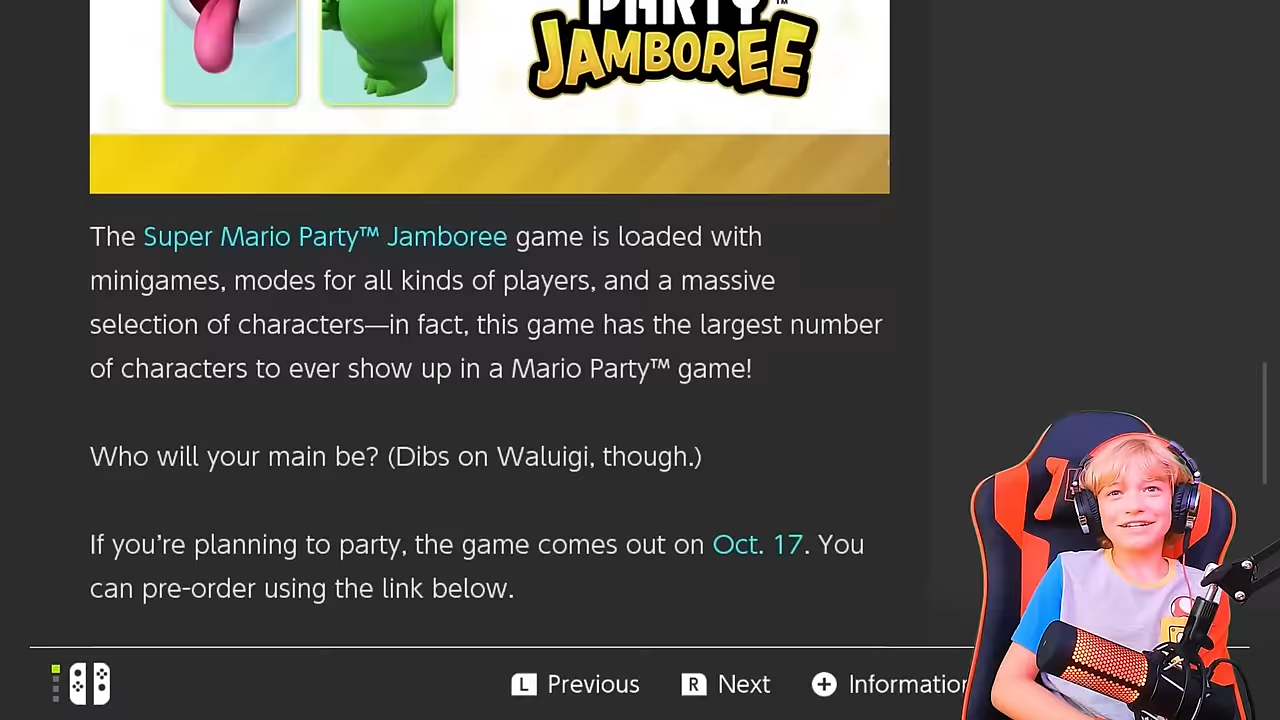 PARTY™
JAMBOREE
The Super Mario Party™ Jamboree game is loaded with
minigames, modes for all kinds of players, and a massive
selection of characters—in fact, this game has the largest number
of characters to ever show up in a Mario Party™ game!
Who will your main be? (Dibs on Waluigi, though.)
If you’re planning to party, the game comes out on Oct. 17. You
can pre-order using the link below.
L Previous R Next + Information